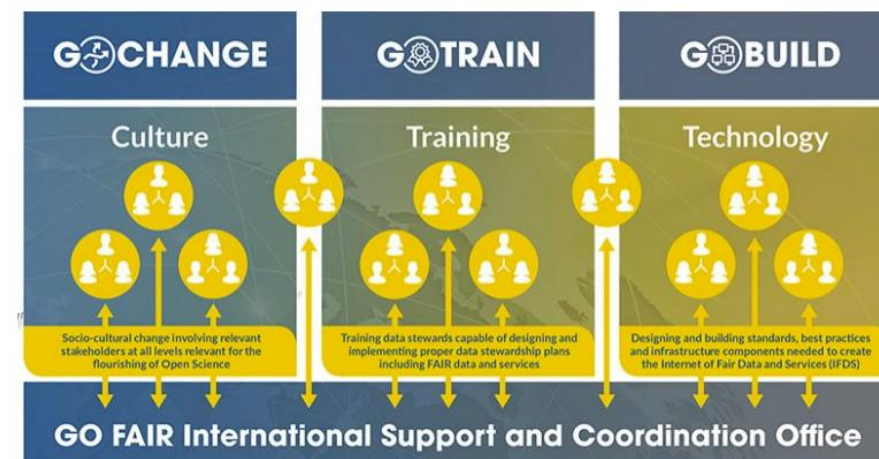 GO CHANGE
GO TRAIN
GO BUILD
Culture
Training
Technology
Socio-cultural change involving relevant
stakeholders at all levels relevant for the
flourishing of Open Science
Training data stewards capable of designing and
implementing proper data stewardship plans
including FAIR data and services
Designing and building standards, best practices
and infrastructure components needed to create
the Internet of Fair Data and Services (IFDS)
GO FAIR International Support and Coordination Office